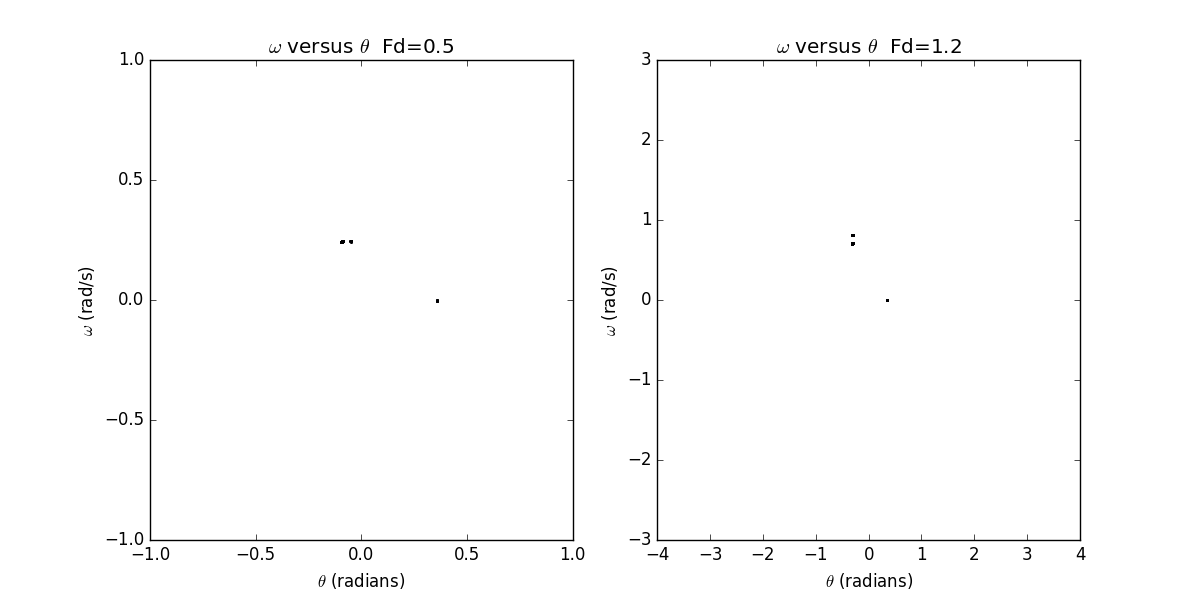 ω versus θ  Fd=0.5
1.0
0.5
0.0
−0.5
−1.0
ω (rad/s)
−1.0 −0.5 0.0 0.5 1.0
θ (radians)
ω versus θ  Fd=1.2
3
2
1
0
−1
−2
−3
ω (rad/s)
−4 −3 −2 −1 0 1 2 3 4
θ (radians)